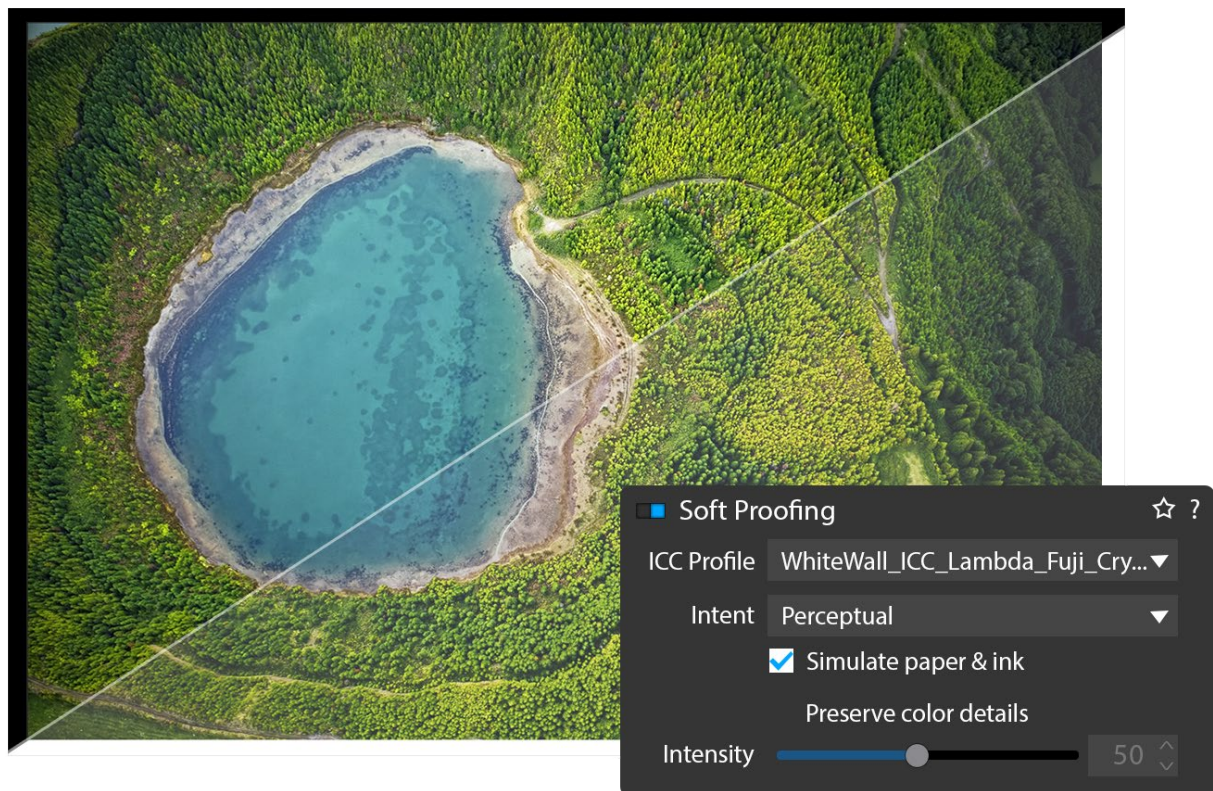 Soft Proofing ?
ICC Profile WhiteWall_ICC_Lambda_Fuji_Cry...
Intent Perceptual
Simulate paper & ink
Preserve color details
Intensity 50